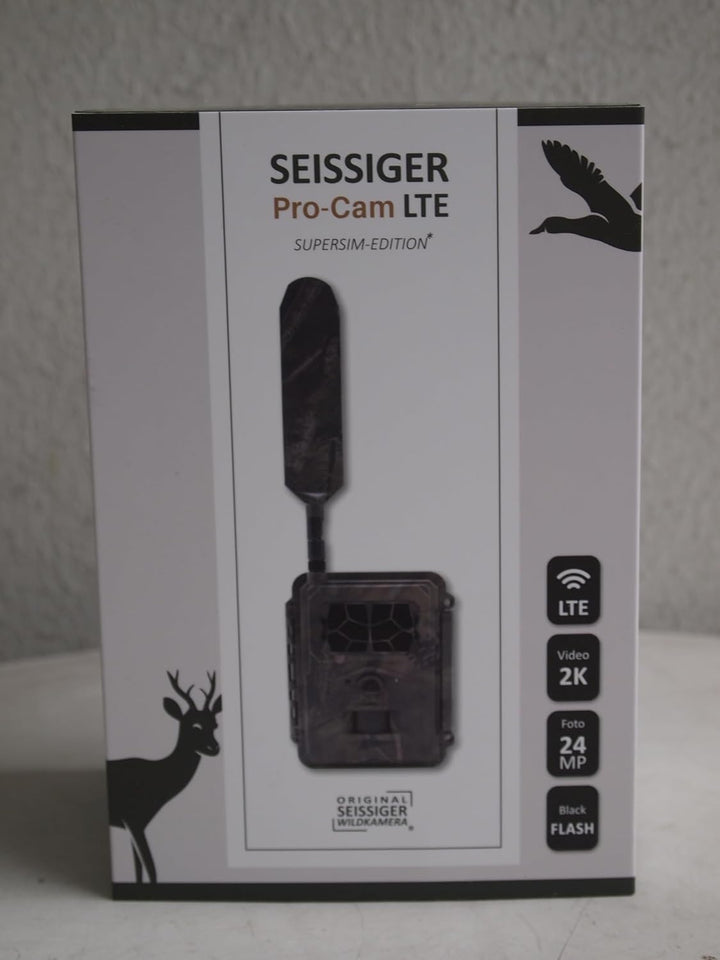 SEISSIGER
Pro-Cam LTE
SUPERSIM-EDITION*
LTE
Video
2K
Foto
24
MP
Black
FLASH
ORIGINAL
SEISSIGER
WILDKAMERA®